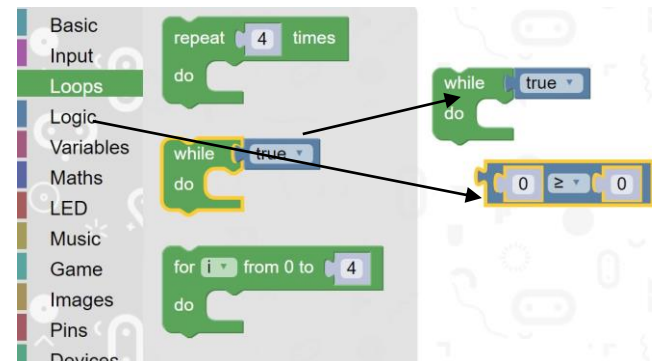 Basic
Input
Loops
Logic
Variables
Maths
LED
Music
Game
Images
Pins
Devices
repeat 4 times
do
while true
do
for i from 0 to 4
do
while true
do
0 ≥ 0